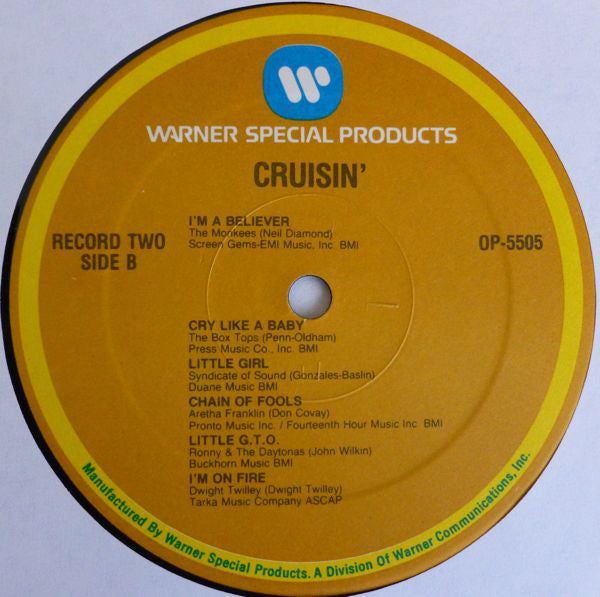 WARNER SPECIAL PRODUCTS
CRUISIN'
I'M A BELIEVER
The Monkees (Neil Diamond)
Screen Gems-EMI Music, Inc. BMI
RECORD TWO
SIDE B
OP-5505
CRY LIKE A BABY
The Box Tops (Penn-Oldham)
Press Music Co., Inc. BMI
LITTLE GIRL
Syndicate of Sound (Gonzales-Baslin)
Duane Music BMI
CHAIN OF FOOLS
Aretha Franklin (Don Covay)
Pronto Music Inc. / Fourteenth Hour Music Inc. BMI
LITTLE G.T.O.
Ronny & The Daytonas (John Wilkin)
Buckhorn Music BMI
I'M ON FIRE
Dwight Twilley (Dwight Twilley)
Tarka Music Company ASCAP
Manufactured By Warner Special Products. A Division Of Warner Communications, Inc.